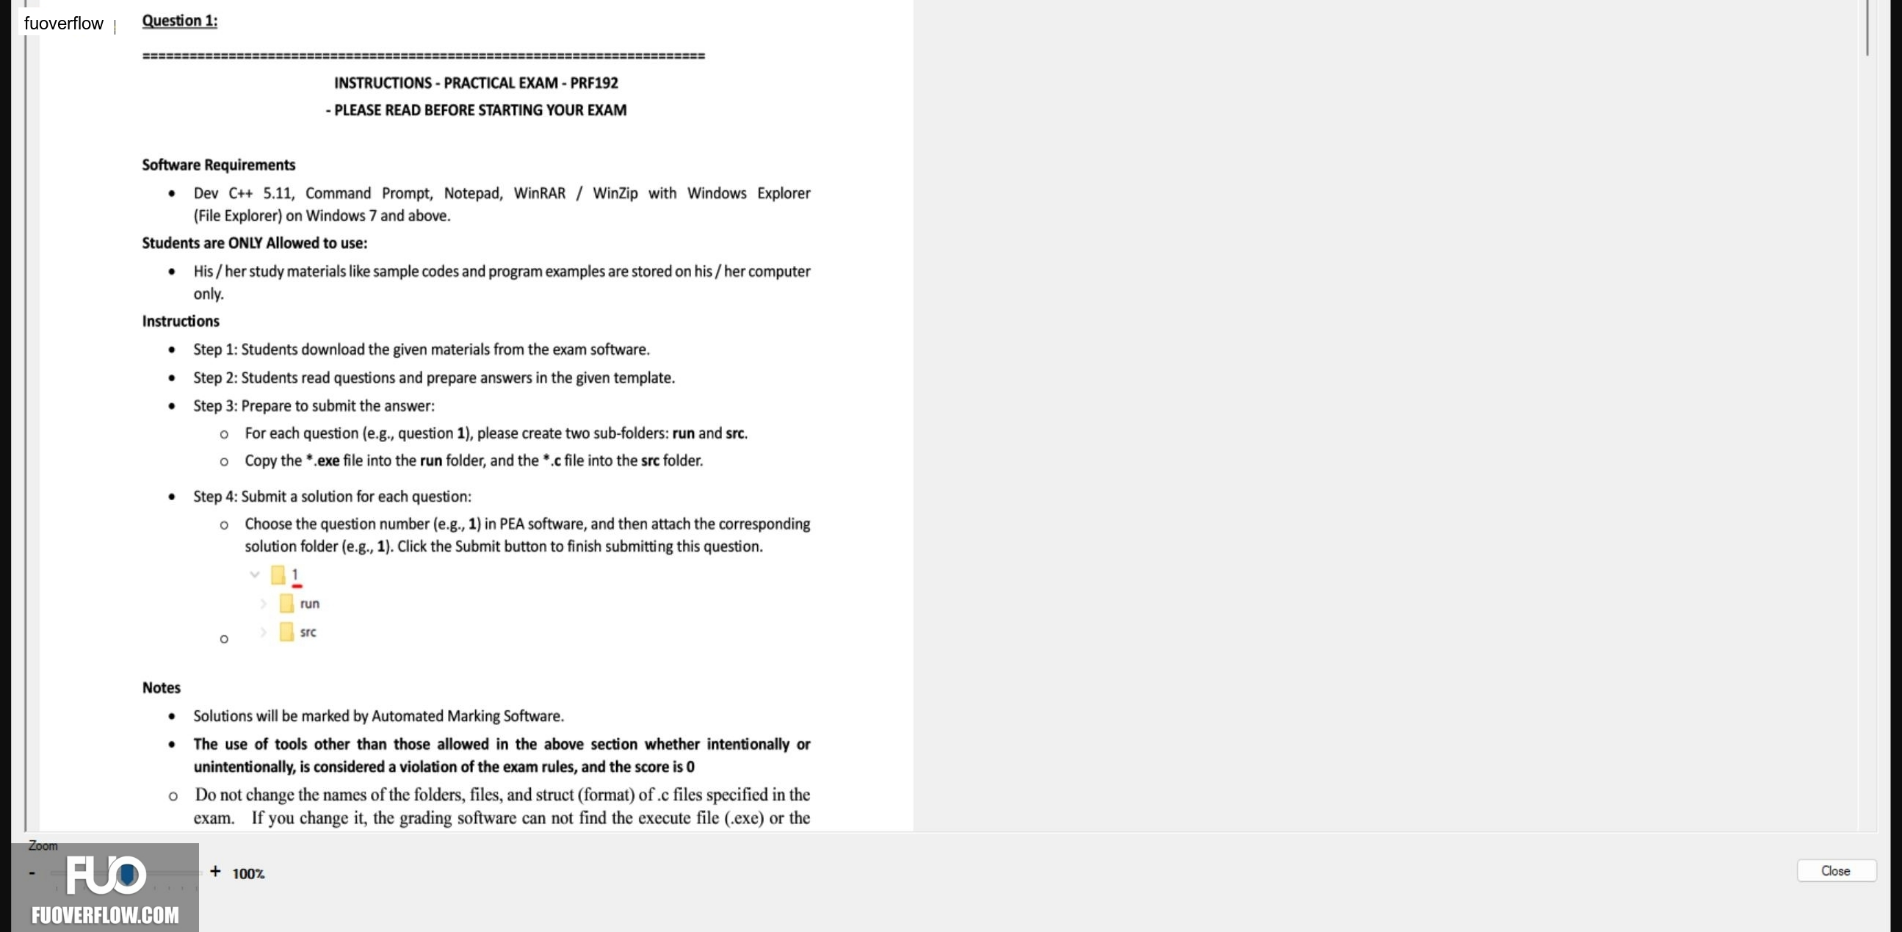 fuoverflow
Question 1:
========================================================================
INSTRUCTIONS - PRACTICAL EXAM - PRF192
- PLEASE READ BEFORE STARTING YOUR EXAM
Software Requirements
• Dev C++ 5.11, Command Prompt, Notepad, WinRAR / WinZip with Windows Explorer
(File Explorer) on Windows 7 and above.
Students are ONLY Allowed to use:
• His / her study materials like sample codes and program examples are stored on his / her computer
only.
Instructions
• Step 1: Students download the given materials from the exam software.
• Step 2: Students read questions and prepare answers in the given template.
• Step 3: Prepare to submit the answer:
o For each question (e.g., question 1), please create two sub-folders: run and src.
o Copy the *.exe file into the run folder, and the *.c file into the src folder.
• Step 4: Submit a solution for each question:
o Choose the question number (e.g., 1) in PEA software, and then attach the corresponding
solution folder (e.g., 1). Click the Submit button to finish submitting this question.
1
run
o src
Notes
• Solutions will be marked by Automated Marking Software.
• The use of tools other than those allowed in the above section whether intentionally or
unintentionally, is considered a violation of the exam rules, and the score is 0
o Do not change the names of the folders, files, and struct (format) of .c files specified in the
exam. If you change it, the grading software can not find the execute file (.exe) or the
Zoom
- + 100%
Close
FUO
FUOVERFLOW.COM